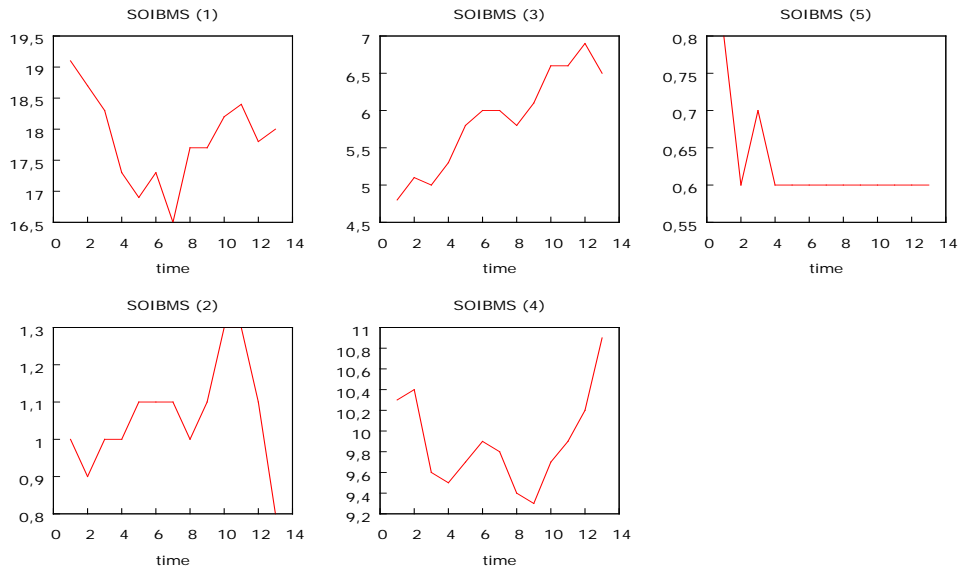 SOIBMS (1)
19,5
19
18,5
18
17,5
17
16,5
0 2 4 6 8 10 12 14
time
SOIBMS (3)
7
6,5
6
5,5
5
4,5
0 2 4 6 8 10 12 14
time
SOIBMS (5)
0,8
0,75
0,7
0,65
0,6
0,55
0 2 4 6 8 10 12 14
time
SOIBMS (2)
1,3
1,2
1,1
1
0,9
0,8
0 2 4 6 8 10 12 14
time
SOIBMS (4)
11
10,8
10,6
10,4
10,2
10
9,8
9,6
9,4
9,2
0 2 4 6 8 10 12 14
time